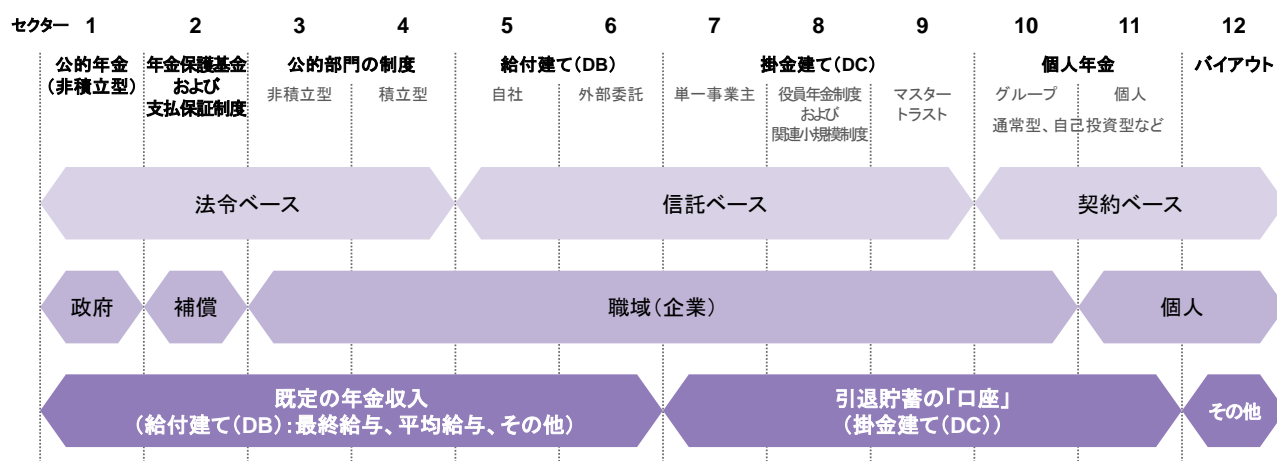 セクター 1 2 3 4 5 6 7 8 9 10 11 12
公的年金
(非積立型)
年金保護基金
および
支払保証制度
公的部門の制度
非積立型 積立型
給付建て(DB)
自社 外部委託
掛金建て(DC)
単一事業主
役員年金制度
および
関連小規模制度
マスター
トラスト
個人年金
グループ 個人
通常型、自己投資型など
バイアウト
法令ベース 信託ベース 契約ベース
政府 補償 職域(企業) 個人
既定の年金収入
(給付建て(DB):最終給与、平均給与、その他)
引退貯蓄の「口座」
(掛金建て(DC))
その他